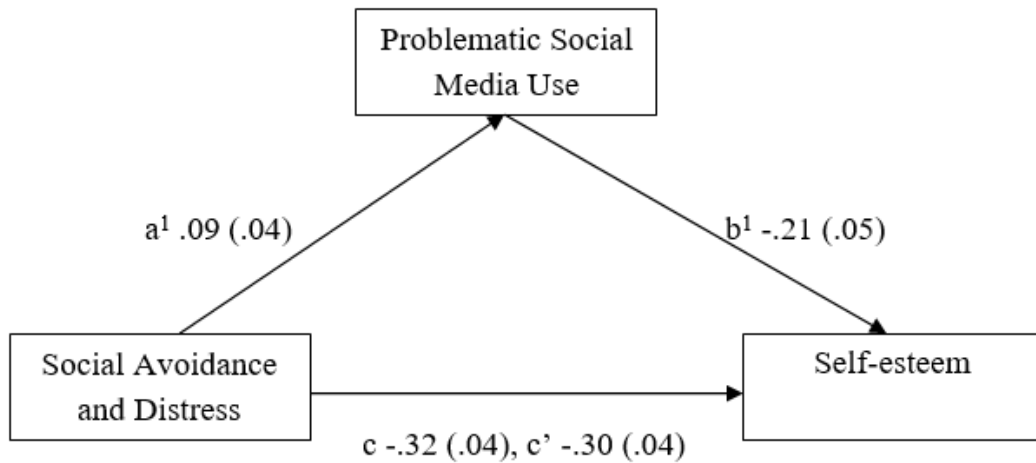 Problematic Social
Media Use
a¹ .09 (.04)
b¹ -.21 (.05)
Social Avoidance
and Distress
Self-esteem
c -.32 (.04), c’ -.30 (.04)